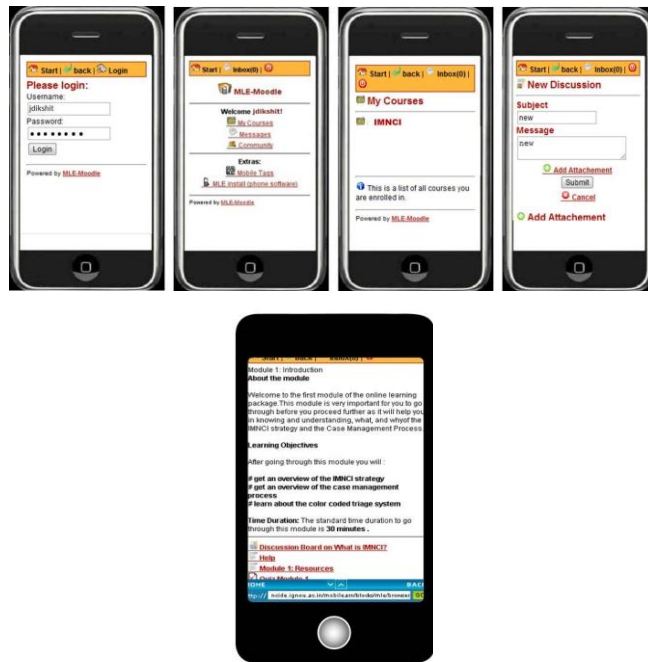 Start | back | Login
Please login:
Username:
jdikshit
Password:
Login
Powered by MLE-Moodle
Start | Inbox(0) |
MLE-Moodle
Welcome jdikshit!
My Courses
Messages
Community
Extras:
Mobile Tags
MLE install (phone software)
Powered by MLE-Moodle
Start | back | Inbox(0) |
My Courses
IMNCI
This is a list of all courses you
are enrolled in.
Powered by MLE-Moodle
Start | back | Inbox(0) |
New Discussion
Subject
new
Message
new
Add Attachement
Submit
Cancel
Add Attachement
Start | back | Inbox(0) |
Module 1: Introduction
About the module
Welcome to the first module of the online learning
package.This module is very important for you to go
through before you proceed further as it will help you
in knowing and understanding, what, and whyof the
IMNCI strategy and the Case Management Process.
Learning Objectives
After going through this module you will :
# get an overview of the IMNCI strategy
# get an overview of the case management
process
# learn about the color coded triage system
Time Duration: The standard time duration to go
through this module is 30 minutes .
Discussion Board on What is IMNCI?
Help
Module 1: Resources
Quiz Module 1
HOME BACK